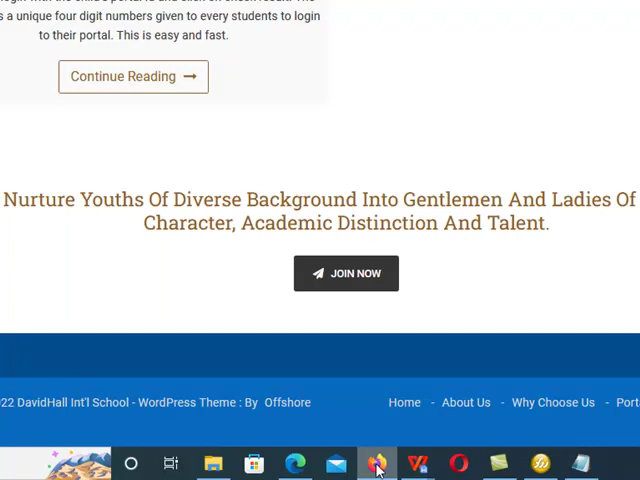 s a unique four digit numbers given to every students to login
to their portal. This is easy and fast.
Continue Reading
Nurture Youths Of Diverse Background Into Gentlemen And Ladies Of
Character, Academic Distinction And Talent.
JOIN NOW
22 DavidHall Int'l School - WordPress Theme : By Offshore
Home - About Us - Why Choose Us - Porta